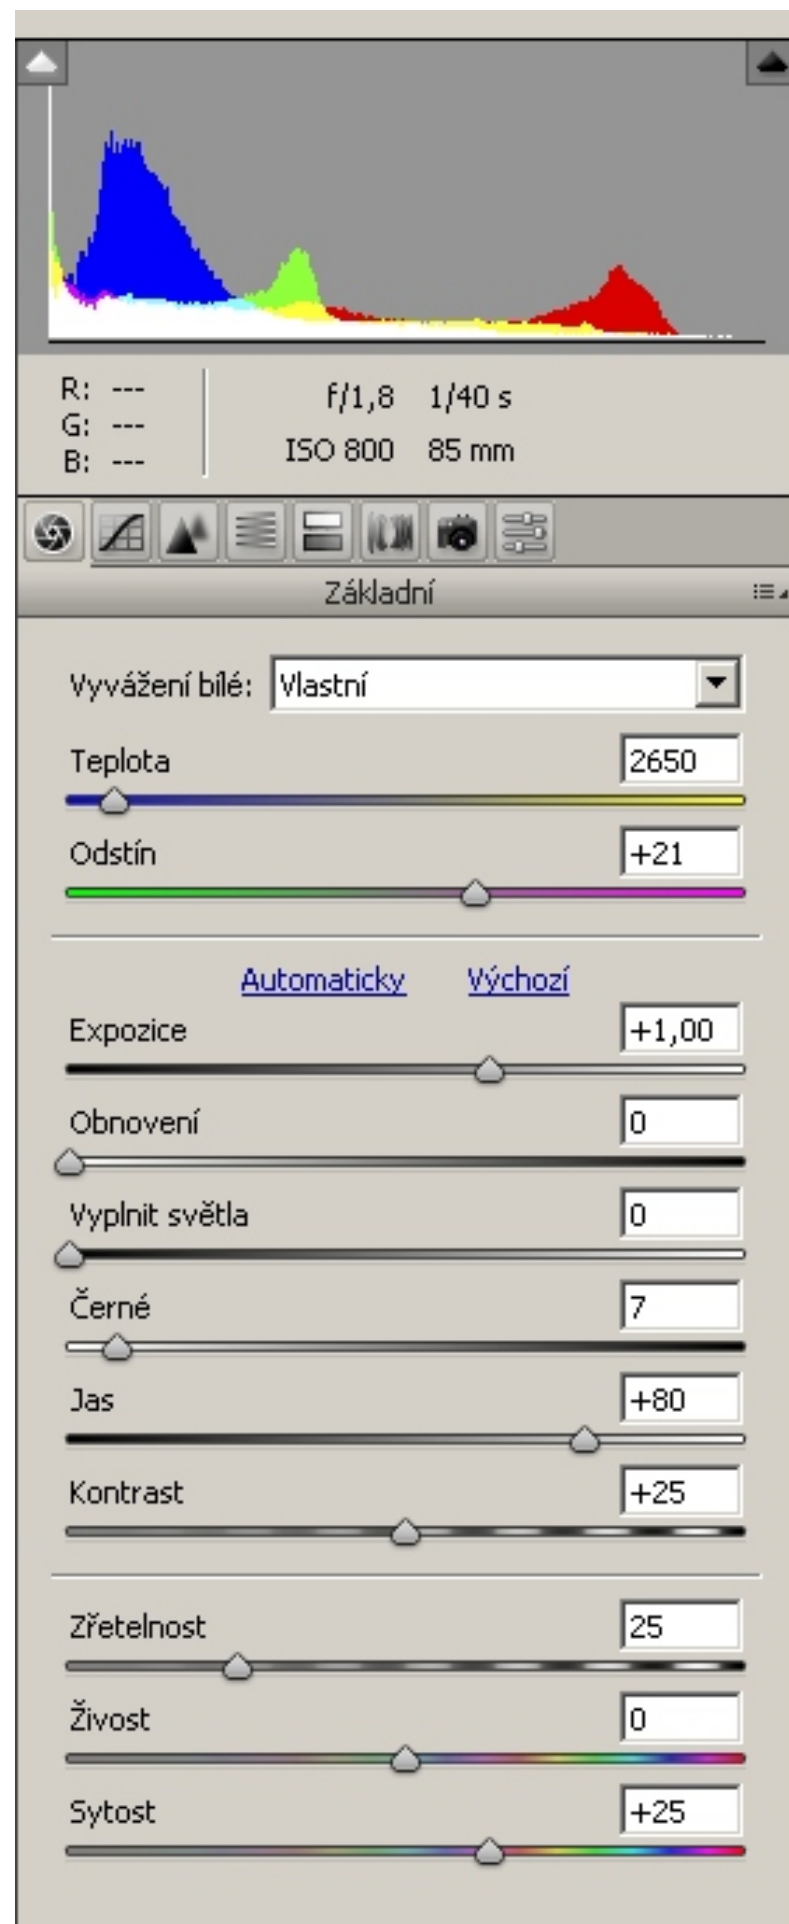 R: --- f/1,8 1/40 s
G: ---
B: --- ISO 800 85 mm
Základní
Vyvážení bílé: Vlastní
Teplota 2650
Odstín +21
Automaticky Výchozí
Expozice +1,00
Obnovení 0
Vyplnit světla 0
Černé 7
Jas +80
Kontrast +25
Zřetelnost 25
Živost 0
Sytost +25